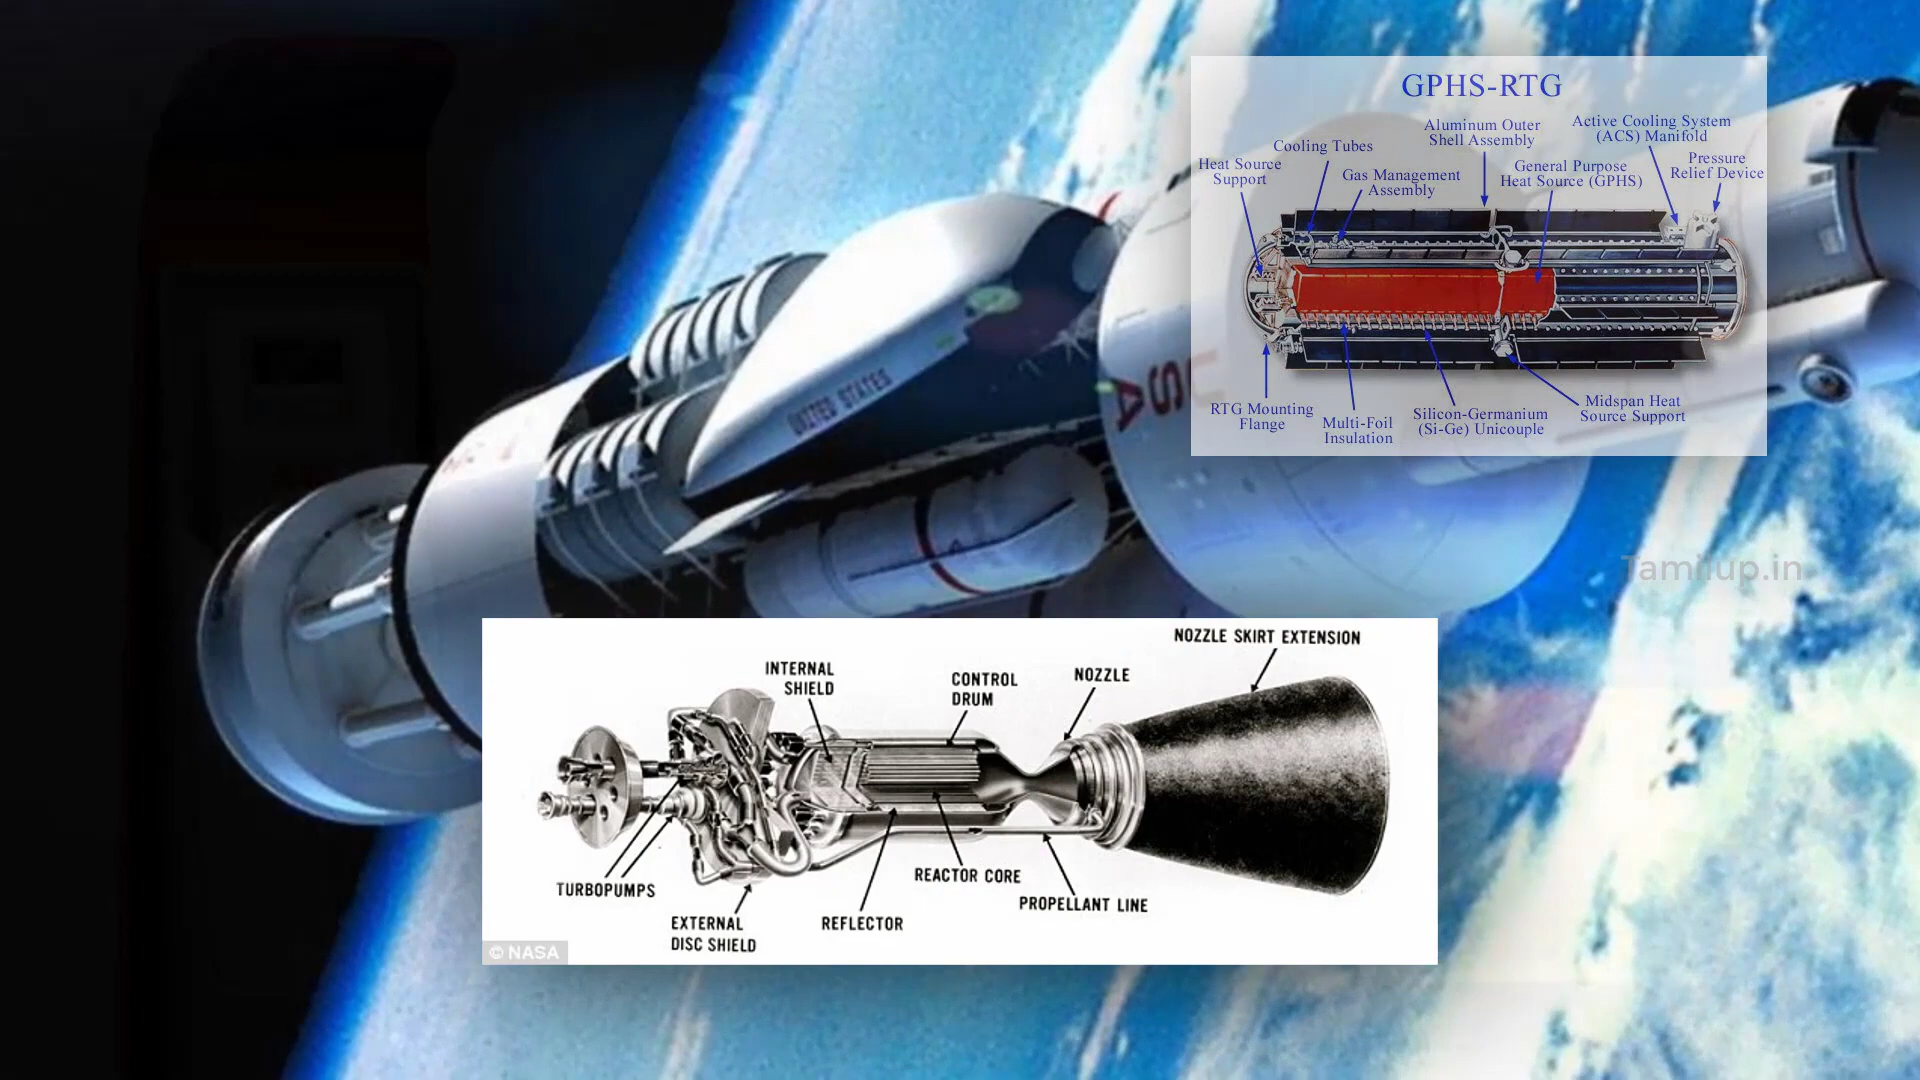 GPHS-RTG
Aluminum Outer
Shell Assembly
Active Cooling System
(ACS) Manifold
Cooling Tubes
Pressure
Relief Device
Heat Source
Support
Gas Management
Assembly
General Purpose
Heat Source (GPHS)
RTG Mounting
Flange
Multi-Foil
Insulation
Silicon-Germanium
(Si-Ge) Unicouple
Midspan Heat
Source Support
UNITED STATES
USA
Tamilup.in
NOZZLE SKIRT EXTENSION
INTERNAL
SHIELD
CONTROL
DRUM
NOZZLE
TURBOPUMPS
EXTERNAL
DISC SHIELD
REFLECTOR
REACTOR CORE
PROPELLANT LINE
© NASA